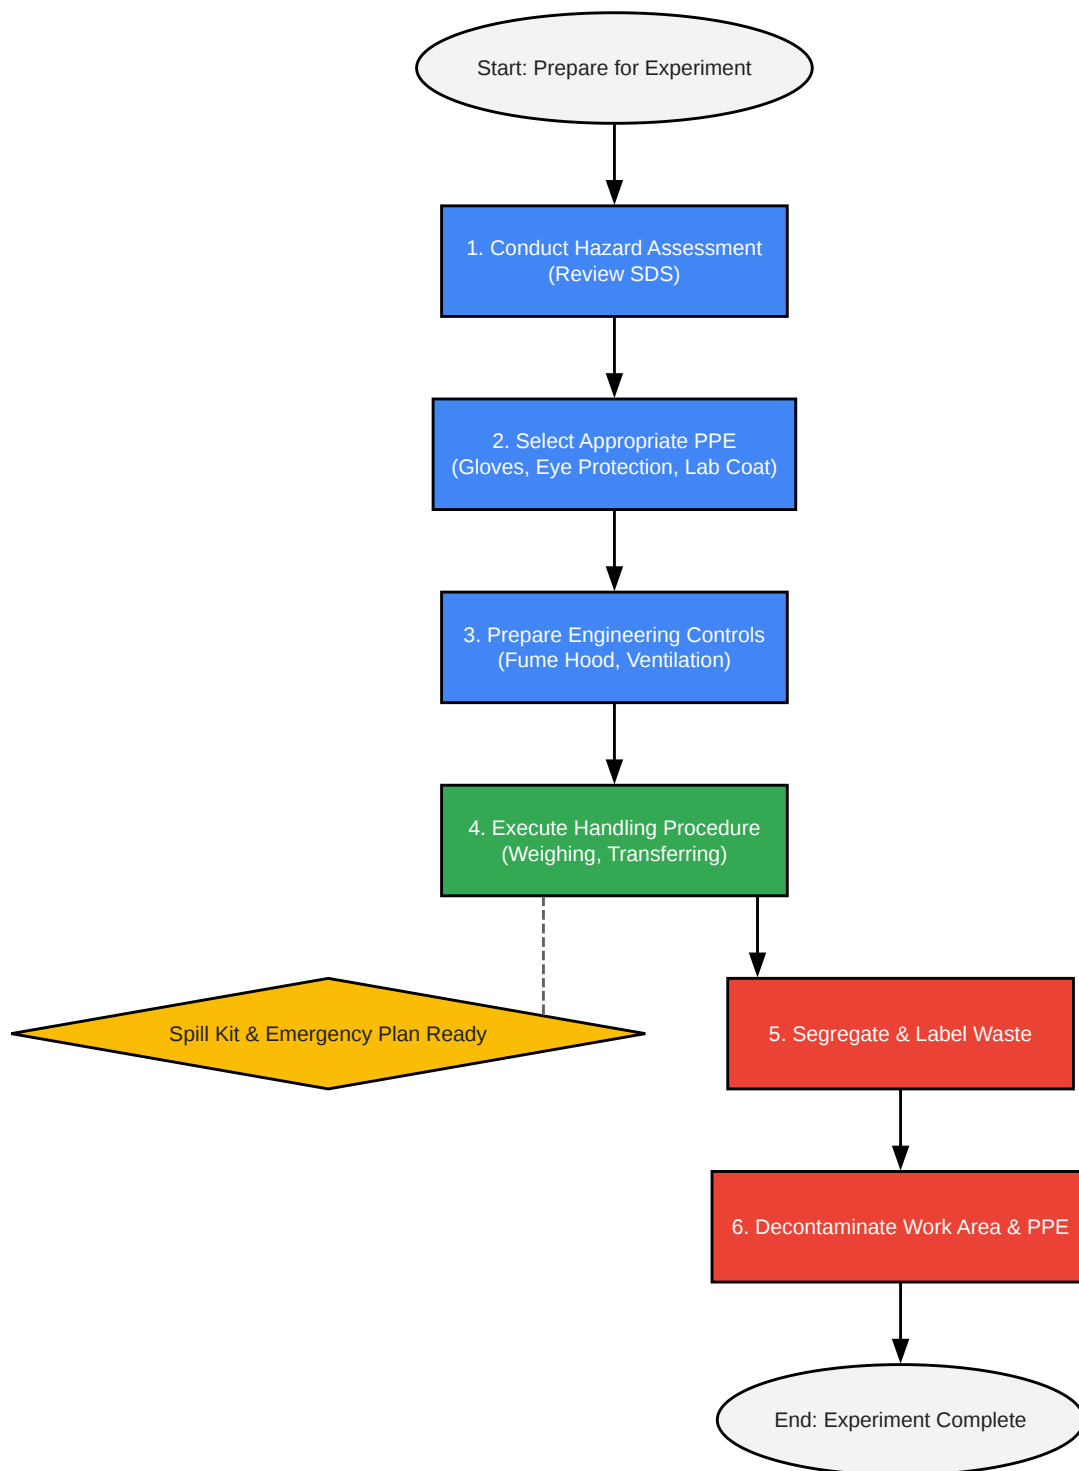 Start: Prepare for Experiment
1. Conduct Hazard Assessment
(Review SDS)
2. Select Appropriate PPE
(Gloves, Eye Protection, Lab Coat)
3. Prepare Engineering Controls
(Fume Hood, Ventilation)
4. Execute Handling Procedure
(Weighing, Transferring)
Spill Kit & Emergency Plan Ready
5. Segregate & Label Waste
6. Decontaminate Work Area & PPE
End: Experiment Complete